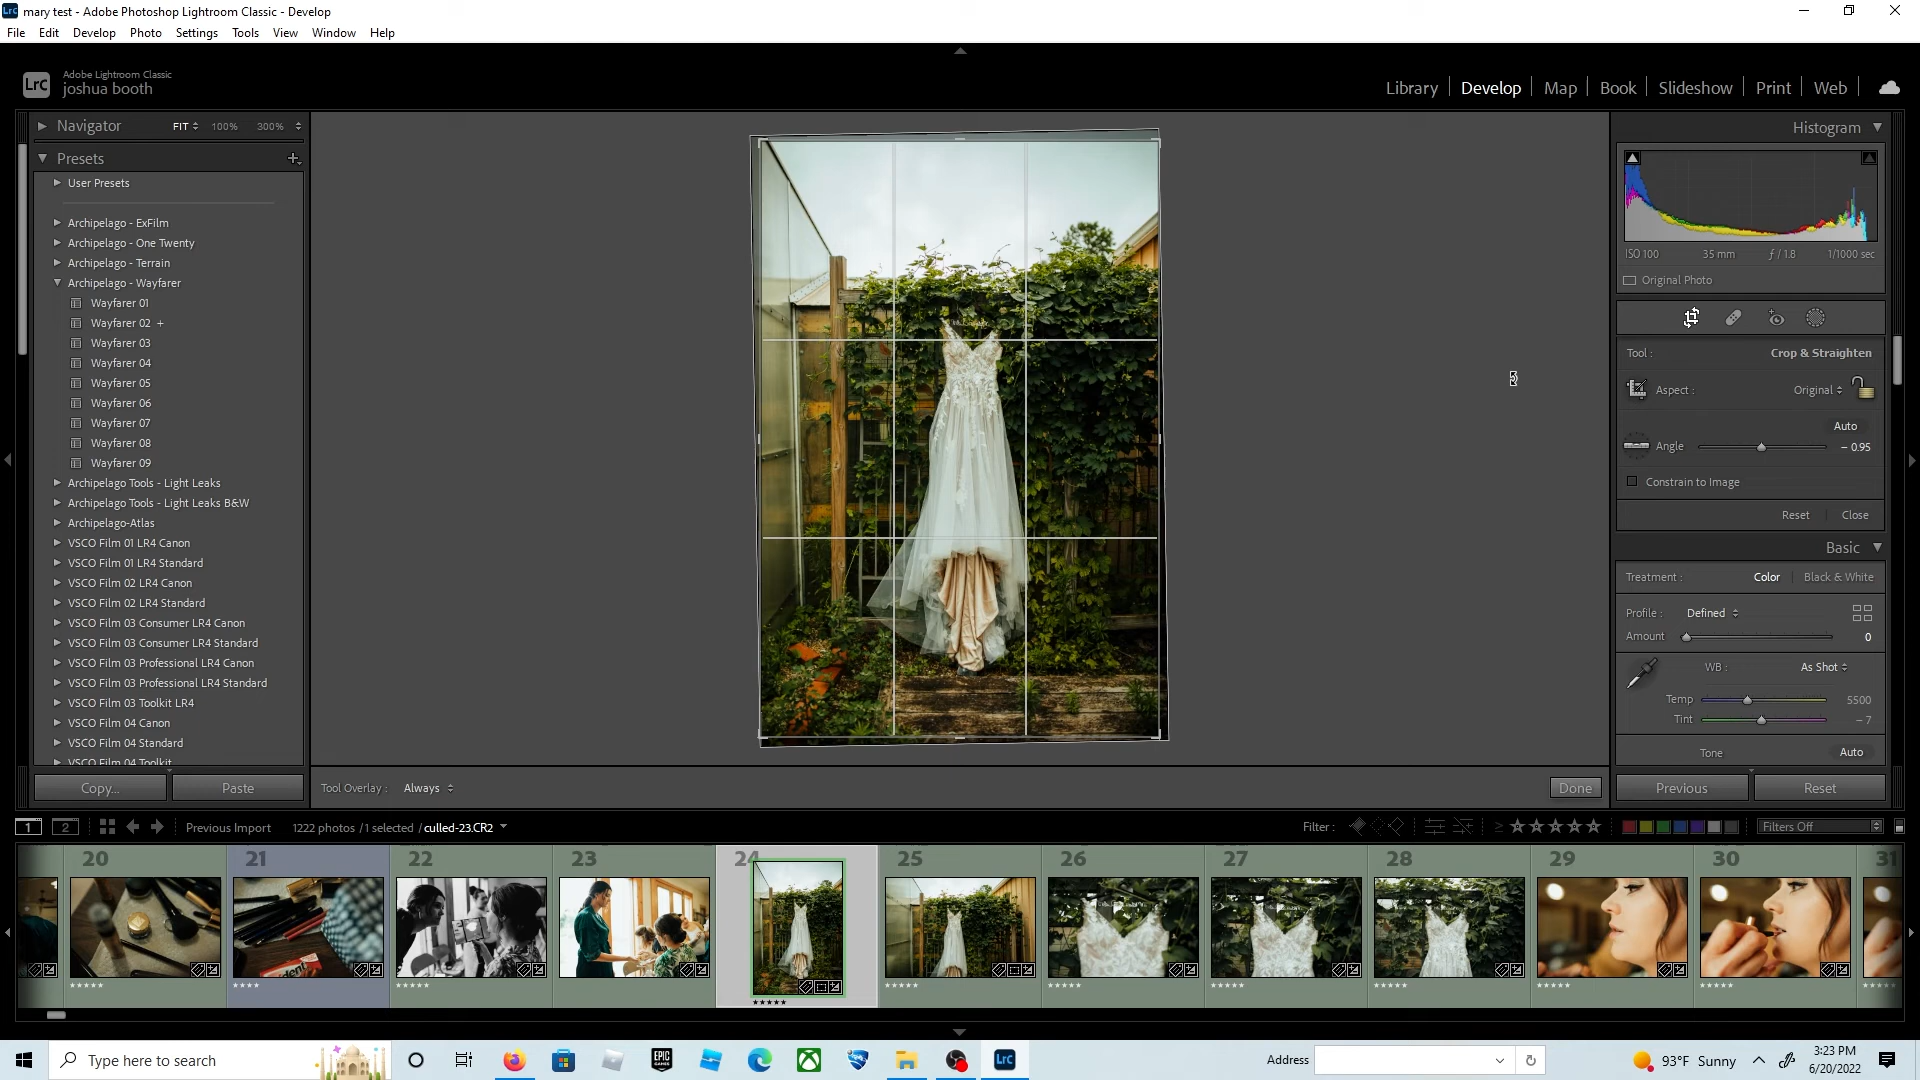 mary test - Adobe Photoshop Lightroom Classic - Develop
File Edit Develop Photo Settings Tools View Window Help
LrC
Adobe Lightroom Classic
joshua booth
Library Develop Map Book Slideshow Print Web
Navigator FIT 100% 300%
Presets
User Presets
Archipelago - ExFilm
Archipelago - One Twenty
Archipelago - Terrain
Archipelago - Wayfarer
Wayfarer 01
Wayfarer 02 +
Wayfarer 03
Wayfarer 04
Wayfarer 05
Wayfarer 06
Wayfarer 07
Wayfarer 08
Wayfarer 09
Archipelago Tools - Light Leaks
Archipelago Tools - Light Leaks B&W
Archipelago-Atlas
VSCO Film 01 LR4 Canon
VSCO Film 01 LR4 Standard
VSCO Film 02 LR4 Canon
VSCO Film 02 LR4 Standard
VSCO Film 03 Consumer LR4 Canon
VSCO Film 03 Consumer LR4 Standard
VSCO Film 03 Professional LR4 Canon
VSCO Film 03 Professional LR4 Standard
VSCO Film 03 Toolkit LR4
VSCO Film 04 Canon
VSCO Film 04 Standard
VSCO Film 04 Toolkit
Copy... Paste
Tool Overlay : Always
Done
Histogram
ISO 100 35 mm ƒ / 1.8 1/1000 sec
Original Photo
Tool : Crop & Straighten
Aspect : Original
Auto
Angle - 0.95
Constrain to Image
Reset Close
Basic
Treatment : Color Black & White
Profile : Defined
Amount 0
WB : As Shot
Temp 5500
Tint - 7
Tone Auto
Previous Reset
1 2 Previous Import 1222 photos / 1 selected / culled-23.CR2
Filter : Filters Off
20 21 22 23 24 25 26 27 28 29 30 31
Type here to search
EPIC GAMES
LrC
Address
93°F Sunny
3:23 PM
6/20/2022